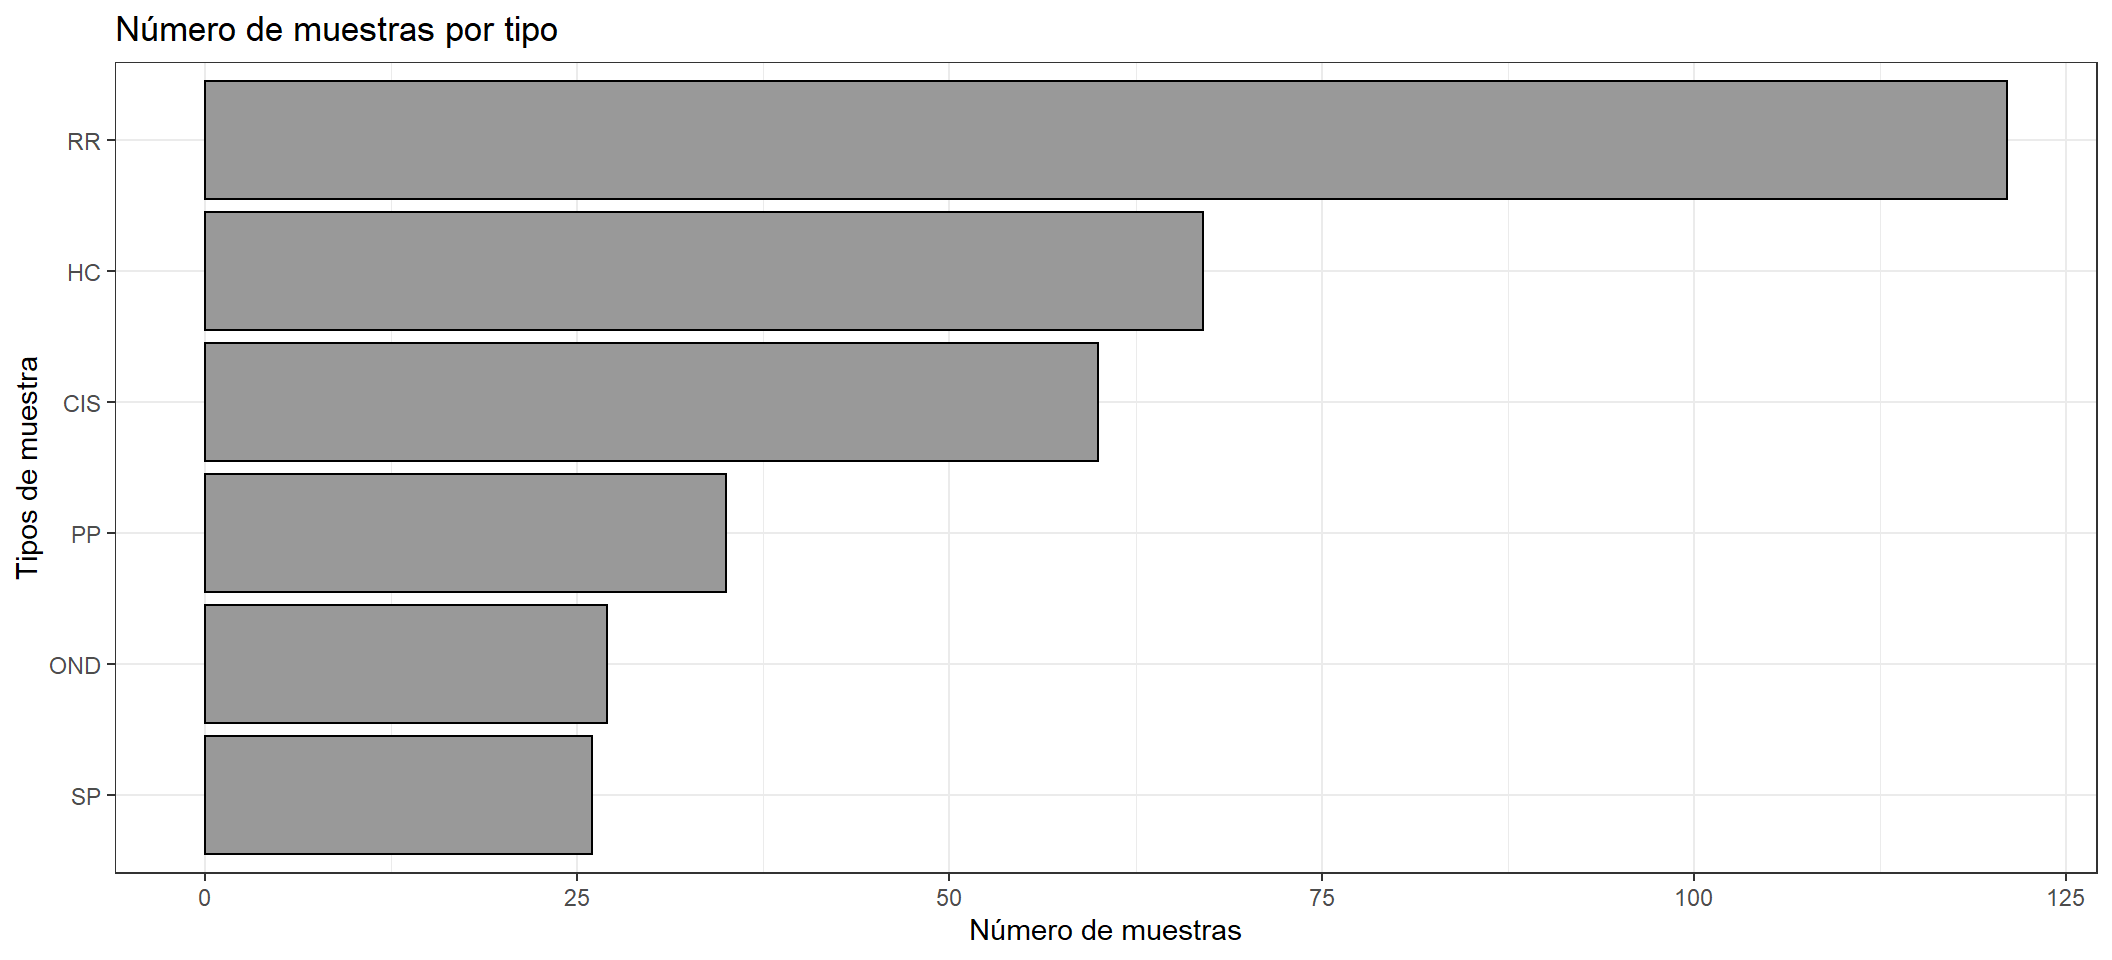 Número de muestras por tipo
Tipos de muestra
RR
HC
CIS
PP
OND
SP
0 25 50 75 100 125
Número de muestras